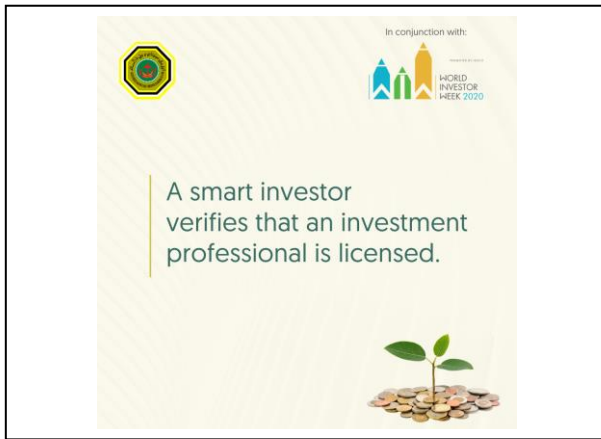 In conjunction with:
WORLD
INVESTOR
WEEK 2020
A smart investor
verifies that an investment
professional is licensed.